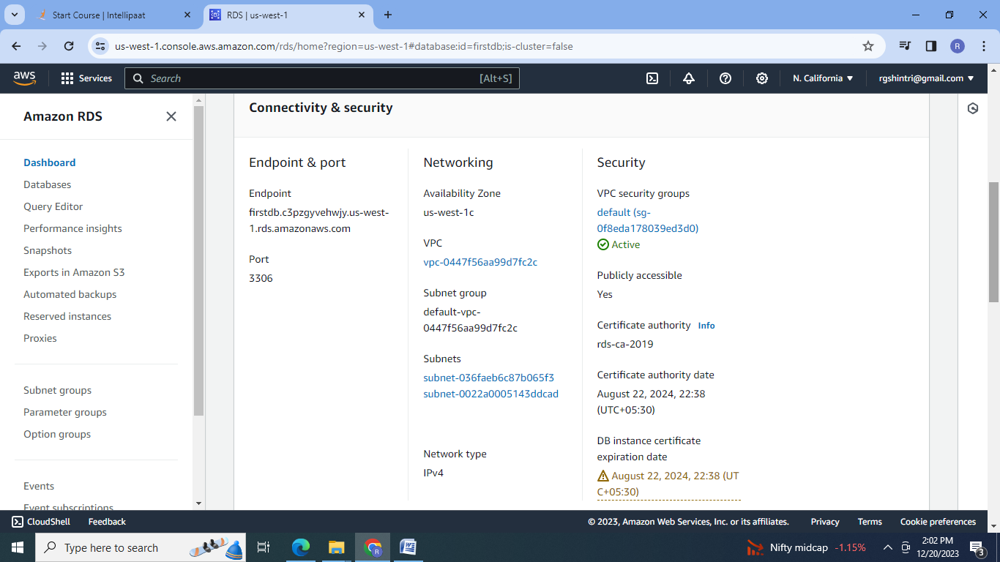 Start Course | Intellipaat
RDS | us-west-1
us-west-1.console.aws.amazon.com/rds/home?region=us-west-1#database:id=firstdb;is-cluster=false
R
aws
Services
Search
[Alt+S]
N. California
rgshintri@gmail.com
Amazon RDS
Dashboard
Databases
Query Editor
Performance insights
Snapshots
Exports in Amazon S3
Automated backups
Reserved instances
Proxies
Subnet groups
Parameter groups
Option groups
Events
Event subscriptions
Connectivity & security
Endpoint & port
Endpoint
firstdb.c3pzgyvehwjy.us-west-
1.rds.amazonaws.com
Port
3306
Networking
Availability Zone
us-west-1c
VPC
vpc-0447f56aa99d7fc2c
Subnet group
default-vpc-
0447f56aa99d7fc2c
Subnets
subnet-036faeb6c87b065f3
subnet-0022a0005143ddcad
Network type
IPv4
Security
VPC security groups
default (sg-
0f8eda178039ed3d0)
Active
Publicly accessible
Yes
Certificate authority Info
rds-ca-2019
Certificate authority date
August 22, 2024, 22:38
(UTC+05:30)
DB instance certificate
expiration date
August 22, 2024, 22:38 (UT
C+05:30)
CloudShell
Feedback
© 2023, Amazon Web Services, Inc. or its affiliates.
Privacy
Terms
Cookie preferences
Type here to search
R
W
Nifty midcap -1.15%
2:02 PM
12/20/2023
3